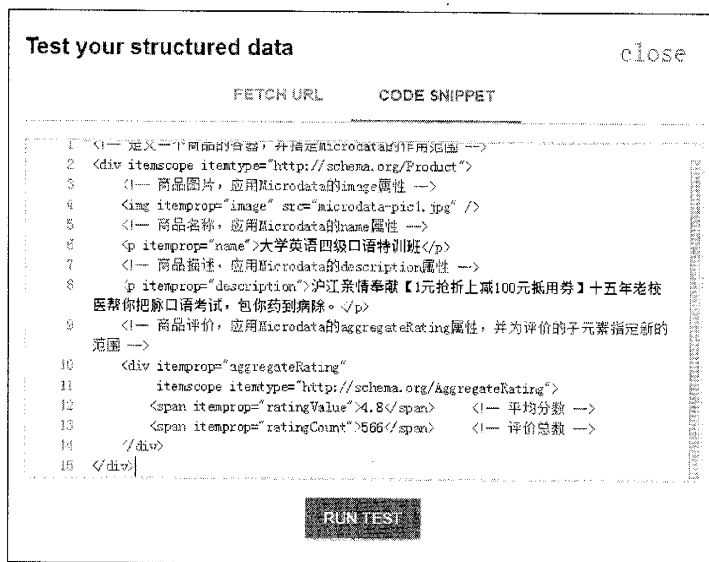 Test your structured data
close
FETCH URL
CODE SNIPPET
1 <!— 定义一个商品的容器，并指定Microdata的作用范围 —>
2 <div itemscope itemtype="http://schema.org/Product">
3 <!— 商品图片，应用Microdata的image属性 —>
4 <img itemprop="image" src="microdata-pic1.jpg" />
5 <!— 商品名称，应用Microdata的name属性 —>
6 <p itemprop="name">大学英语四级口语特训班</p>
7 <!— 商品描述，应用Microdata的description属性 —>
8 <p itemprop="description">沪江亲情奉献【1元抢折上减100元抵用券】十五年老校
医帮你把脉口语考试，包你药到病除。</p>
9 <!— 商品评价，应用Microdata的aggregateRating属性，并为评价的子元素指定新的
范围 —>
10 <div itemprop="aggregateRating"
11 itemscope itemtype="http://schema.org/AggregateRating">
12 <span itemprop="ratingValue">4.8</span> <!— 平均分数 —>
13 <span itemprop="ratingCount">566</span> <!— 评价总数 —>
14 </div>
15 </div>
RUN TEST